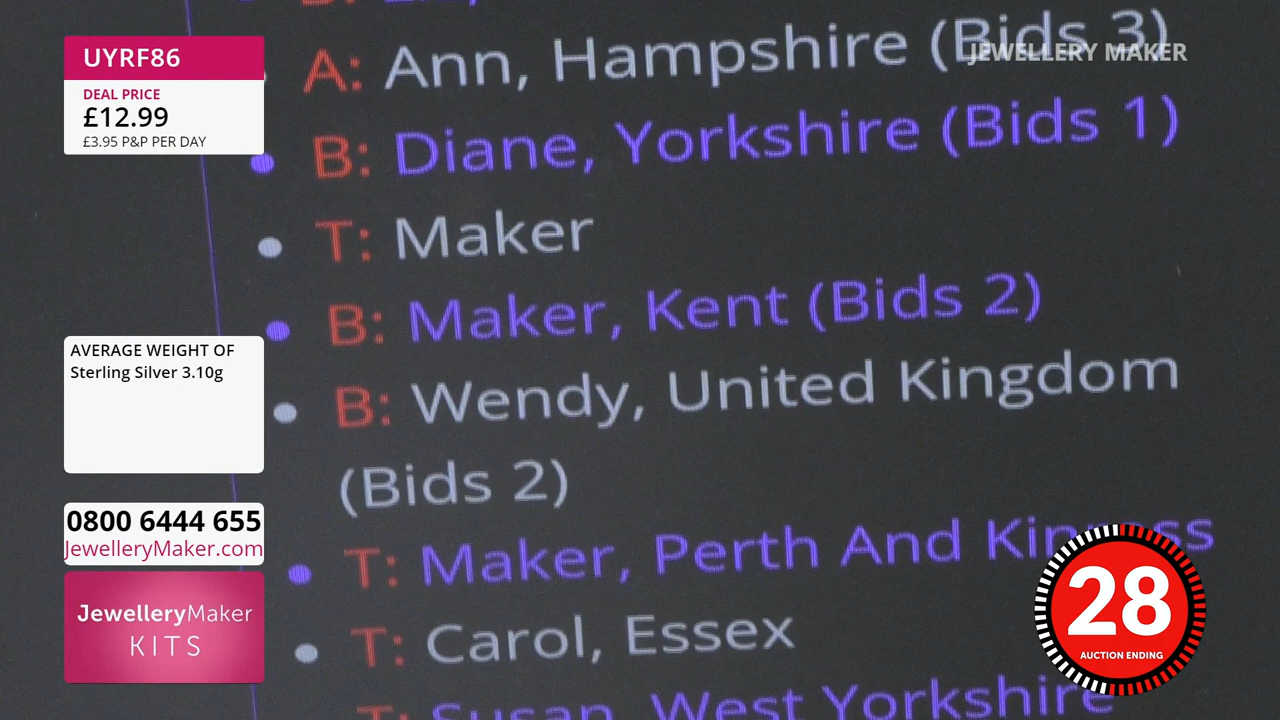 UYRF86
DEAL PRICE
£12.99
£3.95 P&P PER DAY
AVERAGE WEIGHT OF
Sterling Silver 3.10g
0800 6444 655
JewelleryMaker.com
JewelleryMaker
KITS
JEWELLERY MAKER
A: Ann, Hampshire (Bids 3)
B: Diane, Yorkshire (Bids 1)
T: Maker
B: Maker, Kent (Bids 2)
B: Wendy, United Kingdom
(Bids 2)
T: Maker, Perth And Kinross
T: Carol, Essex
T: Susan, West Yorkshire
28
AUCTION ENDING